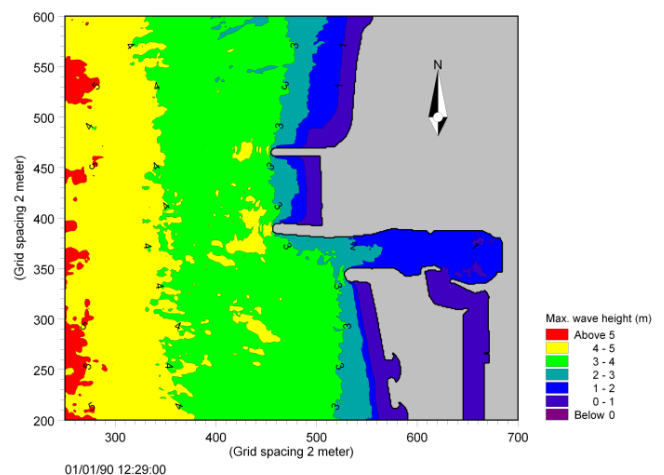 600
550
500
450
400
350
300
250
200
(Grid spacing 2 meter)
N
300
400
500
600
700
(Grid spacing 2 meter)
01/01/90 12:29:00
Max. wave height (m)
Above 5
4 - 5
3 - 4
2 - 3
1 - 2
0 - 1
Below 0